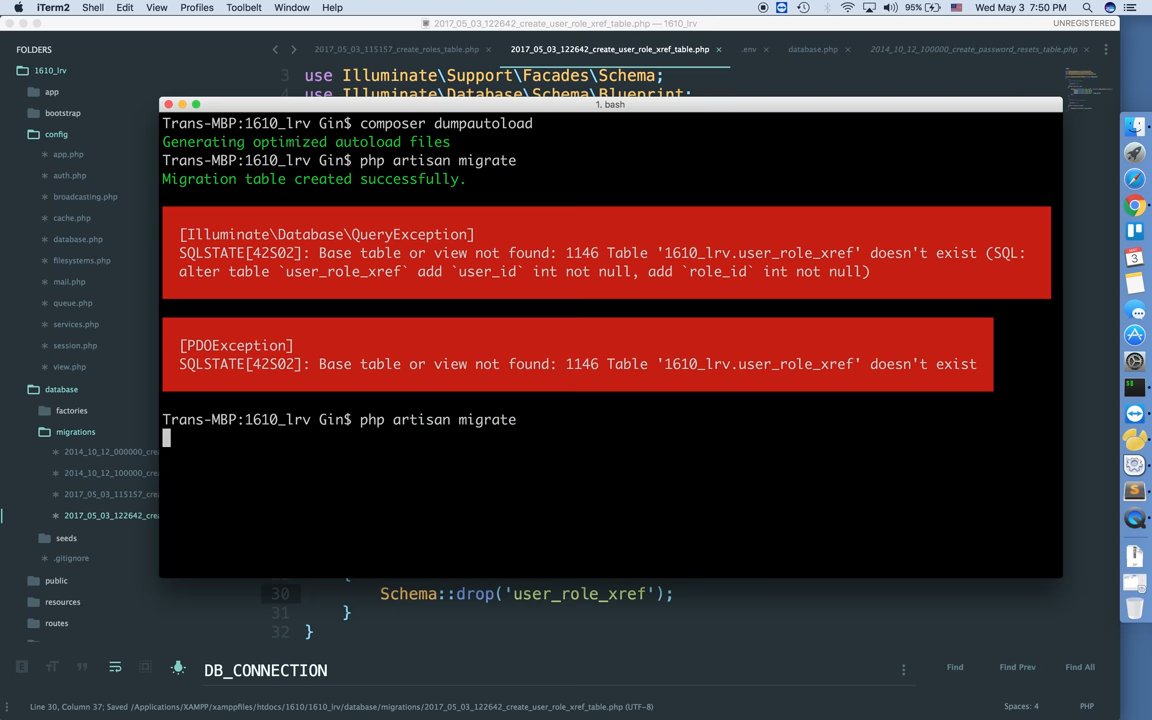 iTerm2 Shell Edit View Profiles Toolbelt Window Help
95% Wed May 3 7:50 PM
2017_05_03_122642_create_user_role_xref_table.php — 1610_lrv
UNREGISTERED
FOLDERS
1610_lrv
app
bootstrap
config
app.php
auth.php
broadcasting.php
cache.php
database.php
filesystems.php
mail.php
queue.php
services.php
session.php
view.php
database
factories
migrations
2014_10_12_000000_cre
2014_10_12_100000_cre
2017_05_03_115157_cre
2017_05_03_122642_cre
seeds
.gitignore
public
resources
routes
2017_05_03_115157_create_roles_table.php × 2017_05_03_122642_create_user_role_xref_table.php × .env × database.php × 2014_10_12_100000_create_password_resets_table.php ×
3 use Illuminate\Support\Facades\Schema;
use Illuminate\Database\Schema\Blueprint;
1. bash
Trans-MBP:1610_lrv Gin$ composer dumpautoload
Generating optimized autoload files
Trans-MBP:1610_lrv Gin$ php artisan migrate
Migration table created successfully.
[Illuminate\Database\QueryException]
SQLSTATE[42S02]: Base table or view not found: 1146 Table '1610_lrv.user_role_xref' doesn't exist (SQL:
alter table `user_role_xref` add `user_id` int not null, add `role_id` int not null)
[PDOException]
SQLSTATE[42S02]: Base table or view not found: 1146 Table '1610_lrv.user_role_xref' doesn't exist
Trans-MBP:1610_lrv Gin$ php artisan migrate
{
30 Schema::drop('user_role_xref');
31 }
32 }
DB_CONNECTION
Find Find Prev Find All
Line 30, Column 37; Saved /Applications/XAMPP/xamppfiles/htdocs/1610/1610_lrv/database/migrations/2017_05_03_122642_create_user_role_xref_table.php (UTF-8)
Spaces: 4 PHP